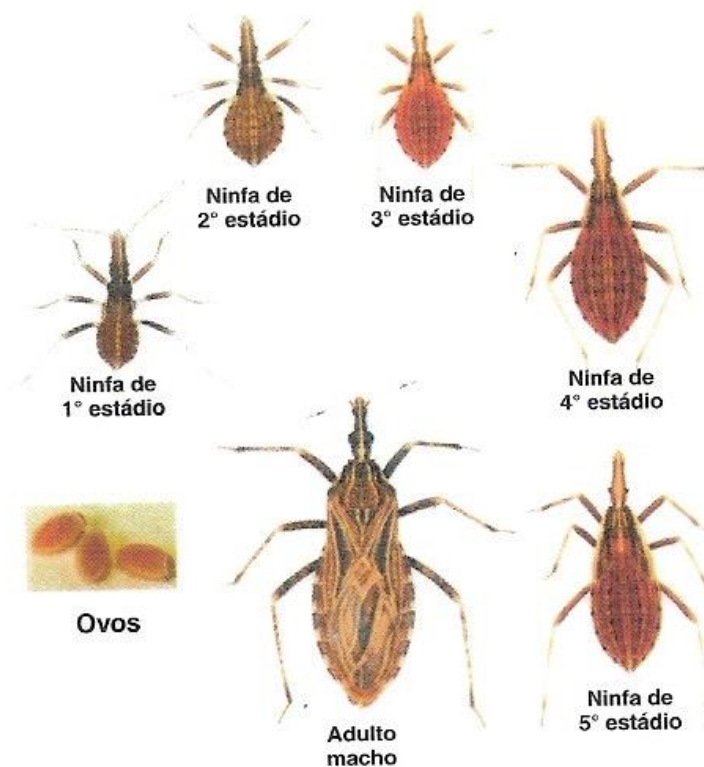 Ninfa de
2° estádio
Ninfa de
3° estádio
Ninfa de
1° estádio
Ninfa de
4° estádio
Ovos
Adulto
macho
Ninfa de
5° estádio